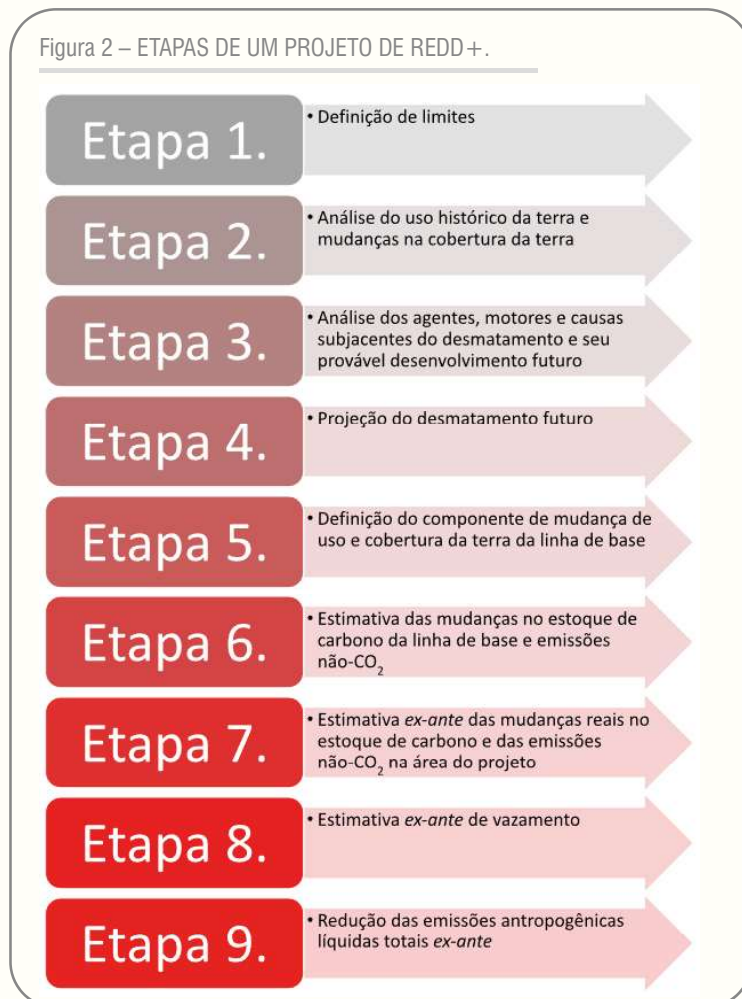 Figura 2 – ETAPAS DE UM PROJETO DE REDD+.
Etapa 1.
• Definição de limites
Etapa 2.
• Análise do uso histórico da terra e
mudanças na cobertura da terra
Etapa 3.
• Análise dos agentes, motores e causas
subjacentes do desmatamento e seu
provável desenvolvimento futuro
Etapa 4.
• Projeção do desmatamento futuro
Etapa 5.
• Definição do componente de mudança de
uso e cobertura da terra da linha de base
Etapa 6.
• Estimativa das mudanças no estoque de
carbono da linha de base e emissões
não-CO₂
Etapa 7.
• Estimativa ex-ante das mudanças reais no
estoque de carbono e das emissões
não-CO₂ na área do projeto
Etapa 8.
• Estimativa ex-ante de vazamento
Etapa 9.
• Redução das emissões antropogênicas
líquidas totais ex-ante